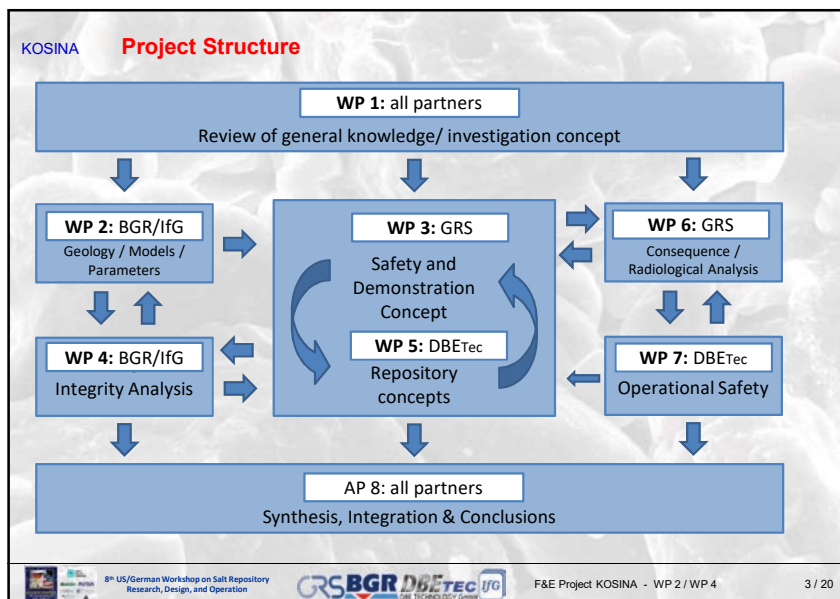 KOSINA Project Structure
WP 1: all partners
Review of general knowledge/ investigation concept
WP 2: BGR/IfG
Geology / Models /
Parameters
WP 3: GRS
Safety and
Demonstration
Concept
WP 6: GRS
Consequence /
Radiological Analysis
WP 4: BGR/IfG
Integrity Analysis
WP 5: DBETec
Repository
concepts
WP 7: DBETec
Operational Safety
AP 8: all partners
Synthesis, Integration & Conclusions
8th US/German Workshop on Salt Repository
Research, Design, and Operation
GRS BGR DBETEC IfG
DBE TECHNOLOGY GmbH
F&E Project KOSINA - WP 2 / WP 4
3 / 20